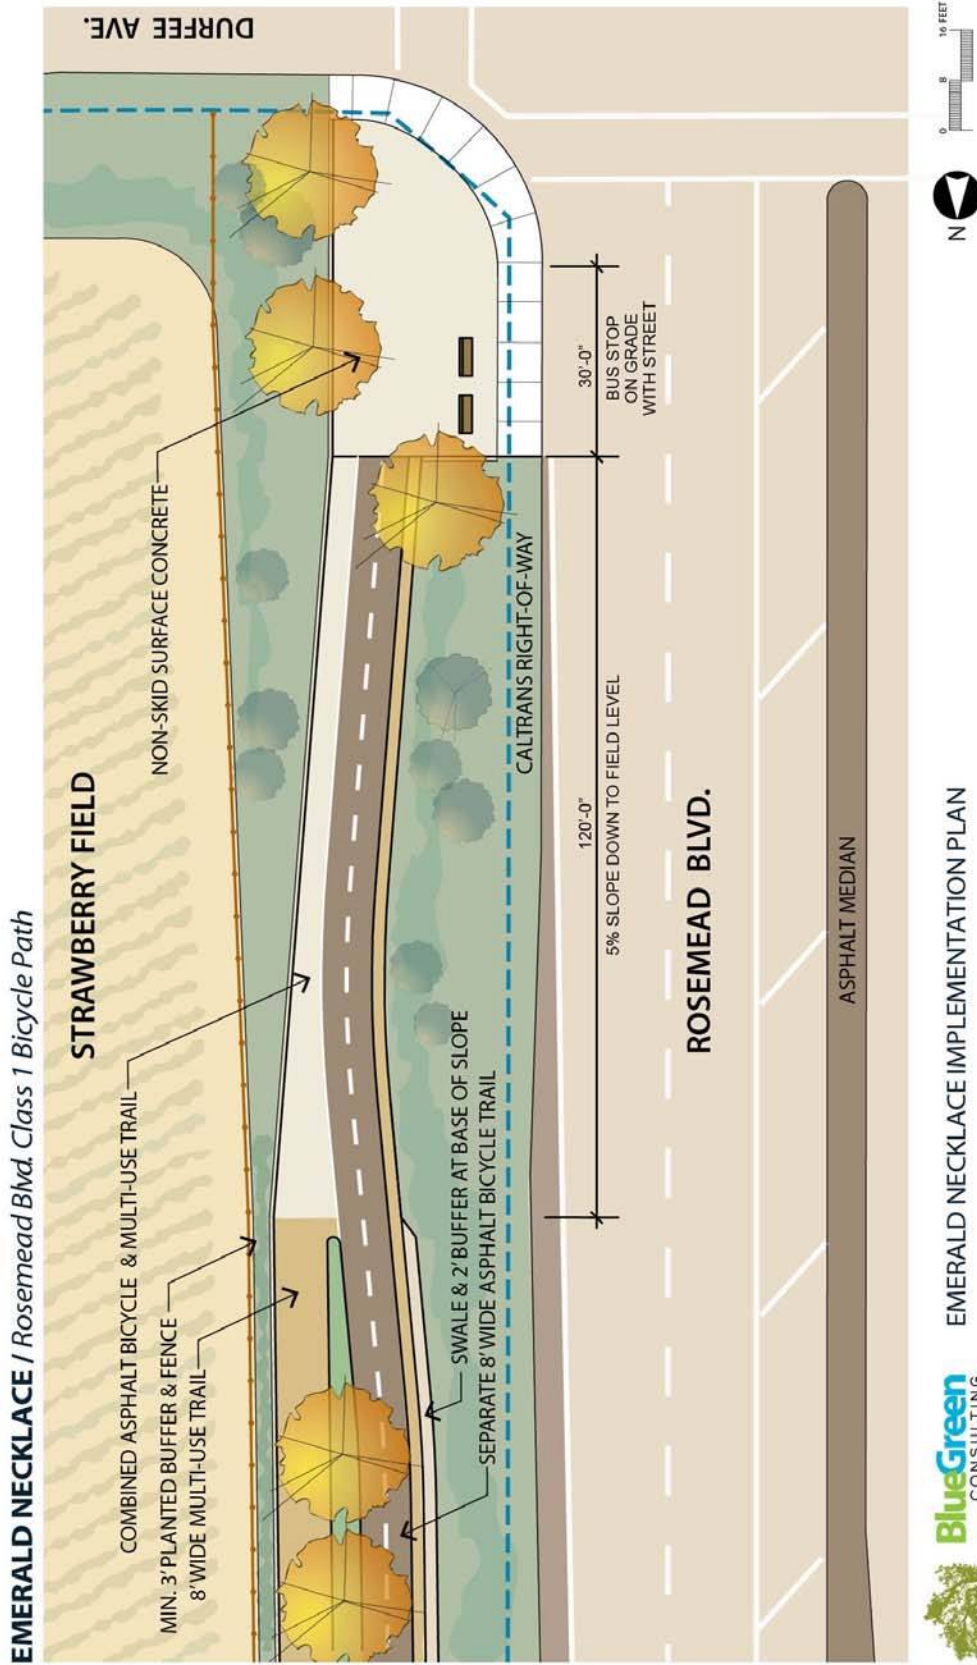 EMERALD NECKLACE / Rosemead Blvd. Class 1 Bicycle Path
STRAWBERRY FIELD
DURFEE AVE.
NON-SKID SURFACE CONCRETE
COMBINED ASPHALT BICYCLE & MULTI-USE TRAIL
MIN. 3' PLANTED BUFFER & FENCE
8' WIDE MULTI-USE TRAIL
SWALE & 2' BUFFER AT BASE OF SLOPE
SEPARATE 8' WIDE ASPHALT BICYCLE TRAIL
CALTRANS RIGHT-OF-WAY
120'-0"
5% SLOPE DOWN TO FIELD LEVEL
30'-0"
BUS STOP
ON GRADE
WITH STREET
ROSEMEAD BLVD.
ASPHALT MEDIAN
BlueGreen
CONSULTING
EMERALD NECKLACE IMPLEMENTATION PLAN
N
0 8 16 FEET